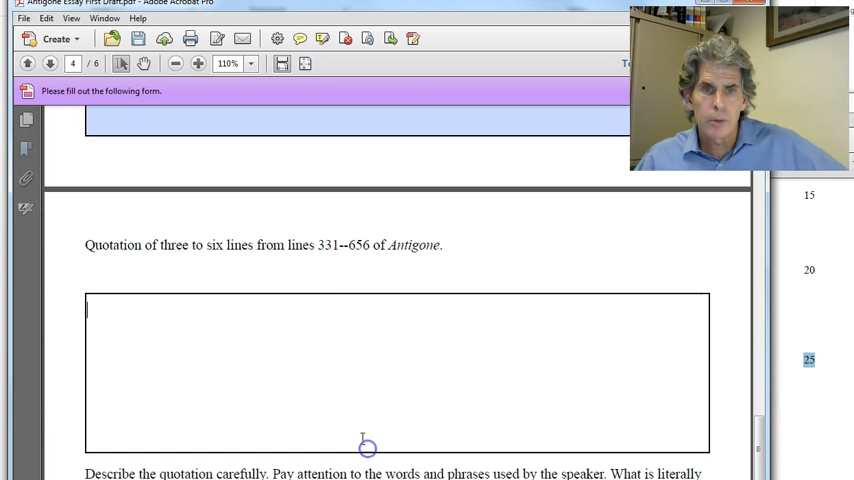 Antigone Essay First Draft.pdf - Adobe Acrobat Pro
File Edit View Window Help
Create
4 / 6 110%
Please fill out the following form.
Quotation of three to six lines from lines 331--656 of Antigone.
15
20
25
Describe the quotation carefully. Pay attention to the words and phrases used by the speaker. What is literally